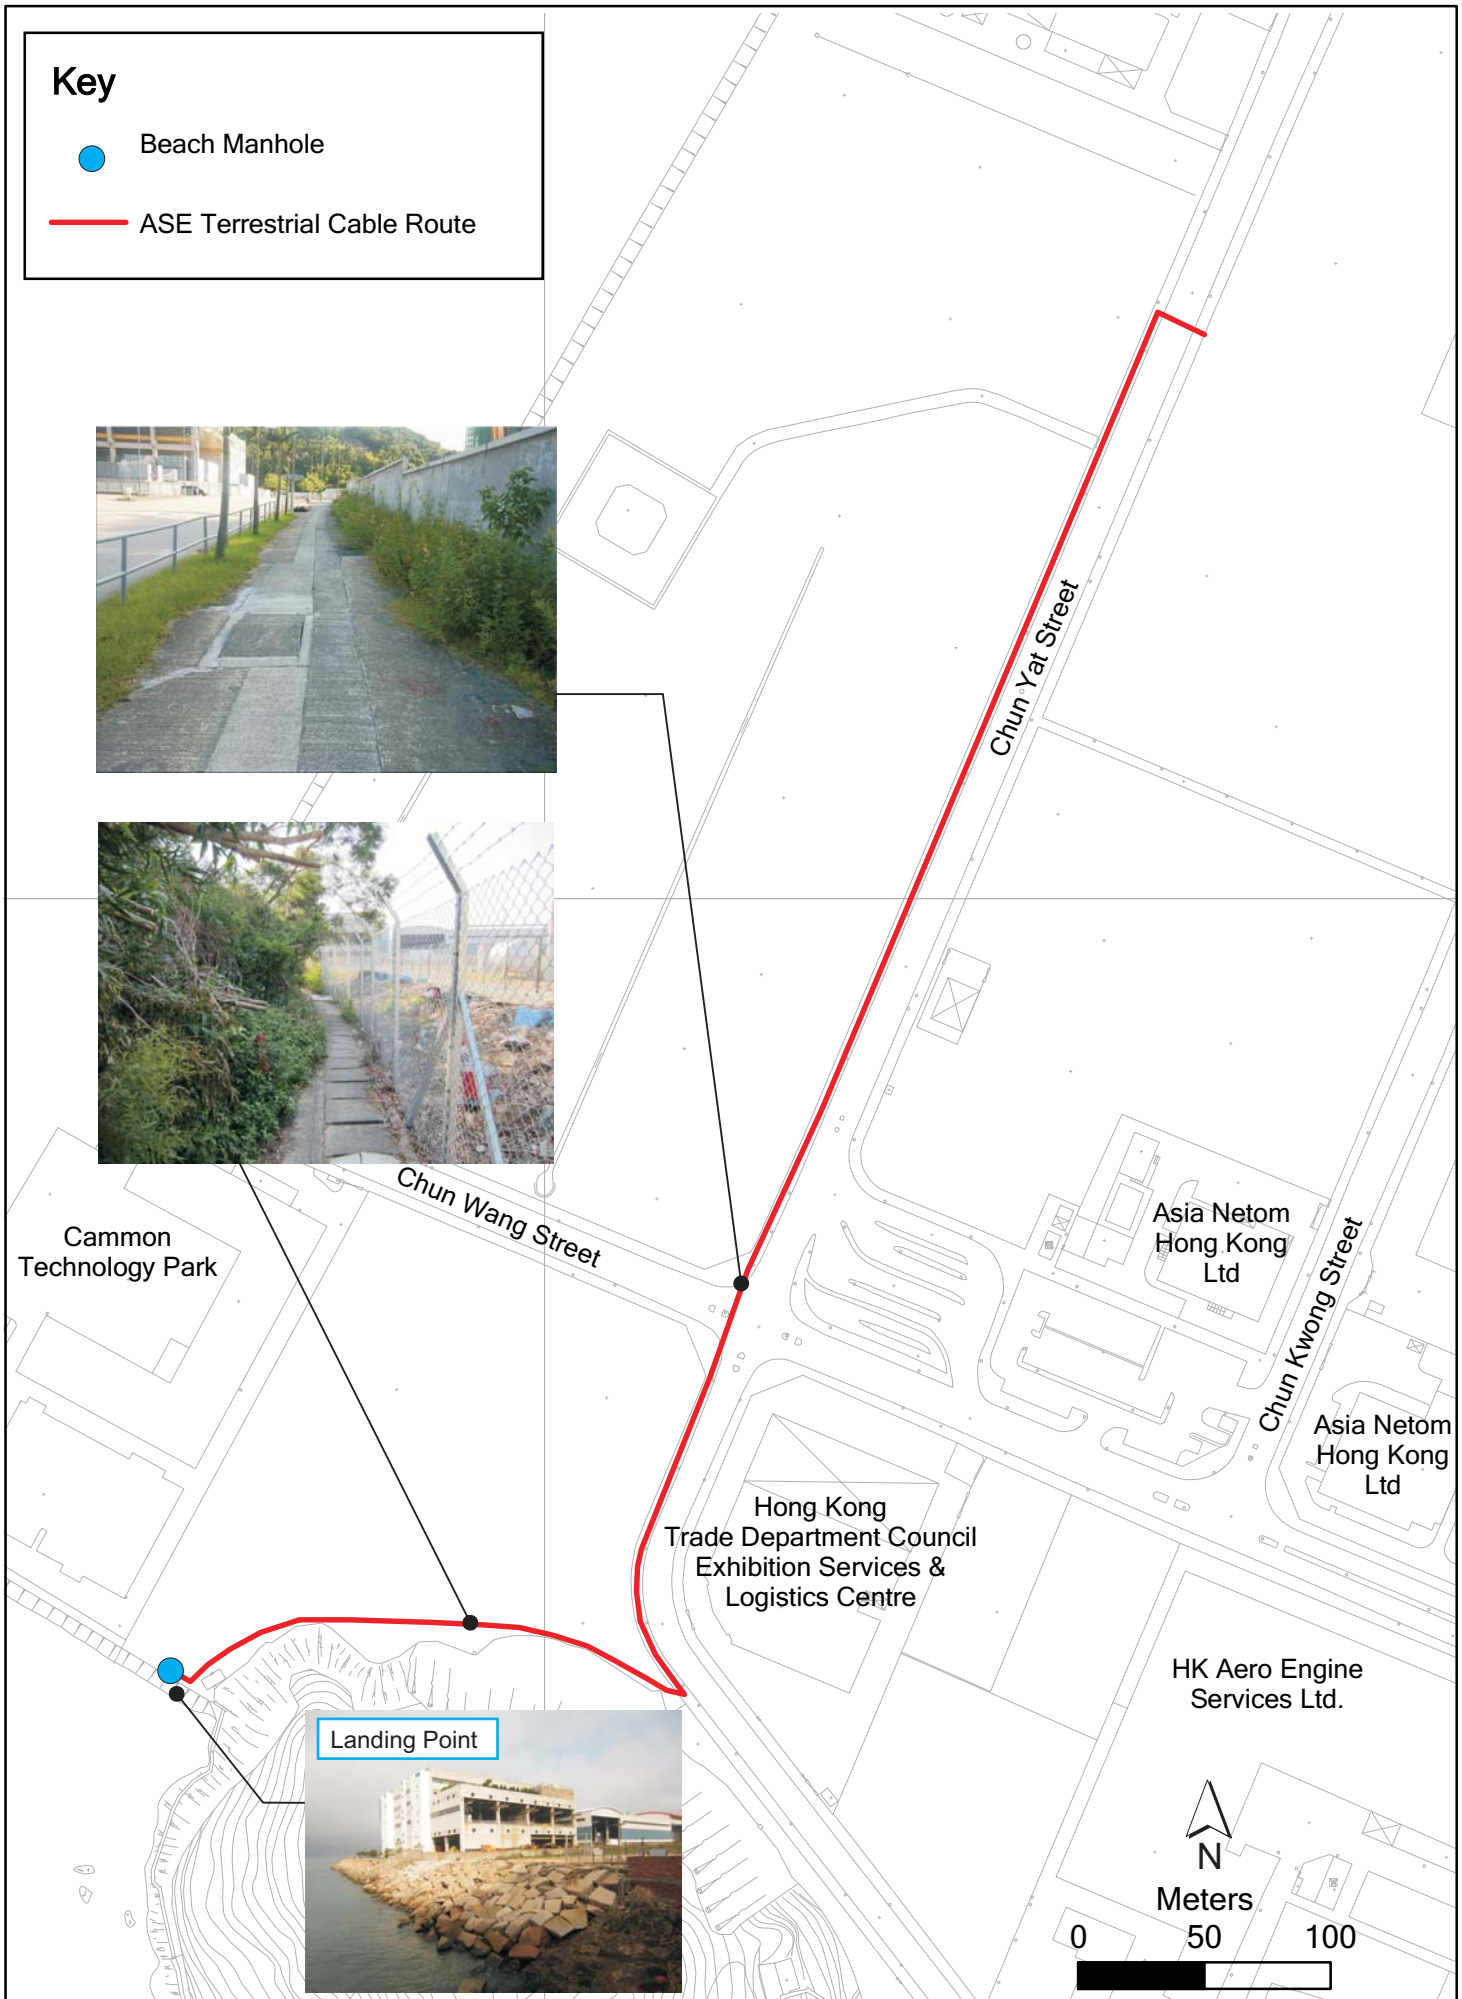 Key
Beach Manhole
ASE Terrestrial Cable Route
Chun Yat Street
Chun Wang Street
Cammon
Technology Park
Asia Netom
Hong Kong
Ltd
Chun Kwong Street
Asia Netom
Hong Kong
Ltd
Hong Kong
Trade Department Council
Exhibition Services &
Logistics Centre
HK Aero Engine
Services Ltd.
Landing Point
N
Meters
0 50 100